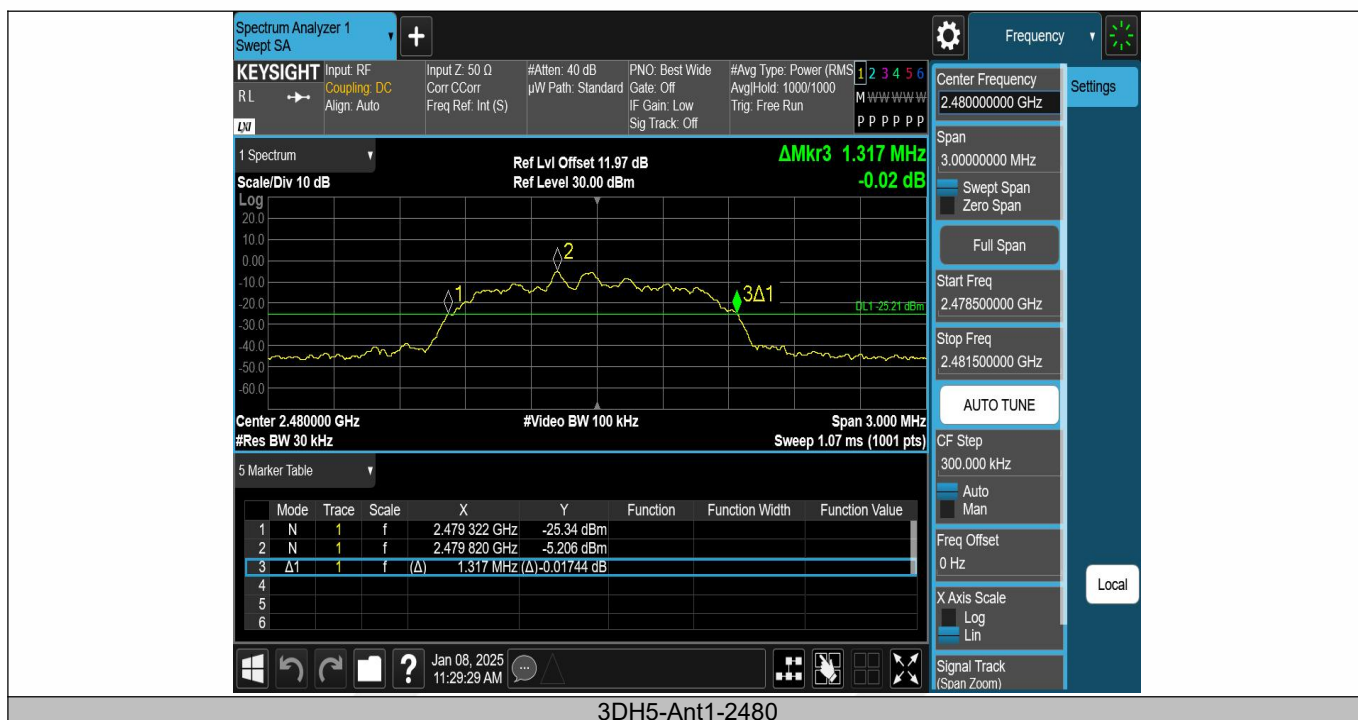 Spectrum Analyzer 1
Swept SA
+
Frequency
KEYSIGHT
RL
LXI
Input: RF
Coupling: DC
Align: Auto
Input Z: 50 Ω
Corr CCorr
Freq Ref: Int (S)
#Atten: 40 dB
µW Path: Standard
PNO: Best Wide
Gate: Off
IF Gain: Low
Sig Track: Off
#Avg Type: Power (RMS
Avg|Hold: 1000/1000
Trig: Free Run
1 2 3 4 5 6
M W W W W W
P P P P P P
1 Spectrum
Scale/Div 10 dB
Ref Lvl Offset 11.97 dB
Ref Level 30.00 dBm
ΔMkr3 1.317 MHz
-0.02 dB
Log
20.0
10.0
0.00
-10.0
-20.0
-30.0
-40.0
-50.0
-60.0
1
2
3Δ1
DL1 -25.21 dBm
Center 2.480000 GHz
#Video BW 100 kHz
Span 3.000 MHz
#Res BW 30 kHz
Sweep 1.07 ms (1001 pts)
5 Marker Table
Mode Trace Scale X Y Function Function Width Function Value
1 N 1 f 2.479 322 GHz -25.34 dBm
2 N 1 f 2.479 820 GHz -5.206 dBm
3 Δ1 1 f (Δ) 1.317 MHz (Δ) -0.01744 dB
4
5
6
?
Jan 08, 2025
11:29:29 AM
Center Frequency
2.480000000 GHz
Settings
Span
3.00000000 MHz
Swept Span
Zero Span
Full Span
Start Freq
2.478500000 GHz
Stop Freq
2.481500000 GHz
AUTO TUNE
CF Step
300.000 kHz
Auto
Man
Freq Offset
0 Hz
X Axis Scale
Log
Lin
Signal Track
(Span Zoom)
Local
3DH5-Ant1-2480